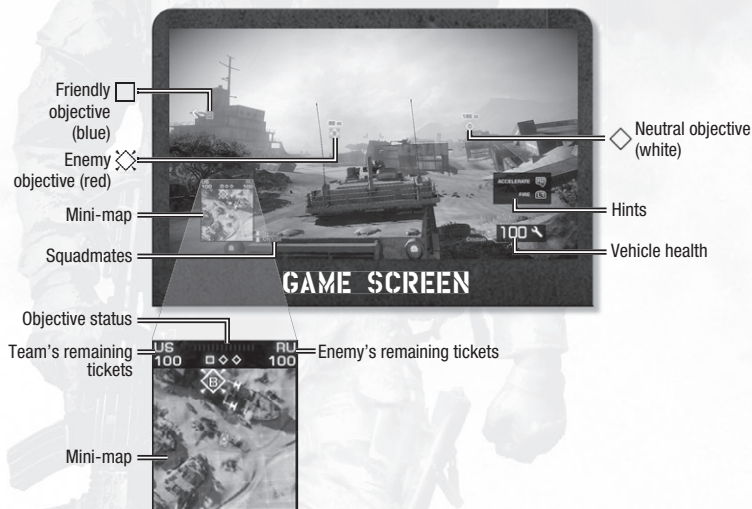 Friendly
objective
(blue)
Enemy
objective (red)
Mini-map
Squadmates
Neutral objective
(white)
ACCELERATE
FIRE
Hints
100
Vehicle health
GAME SCREEN
Objective status
Team's remaining
tickets
US RU
100 100
Enemy's remaining tickets
B
Mini-map